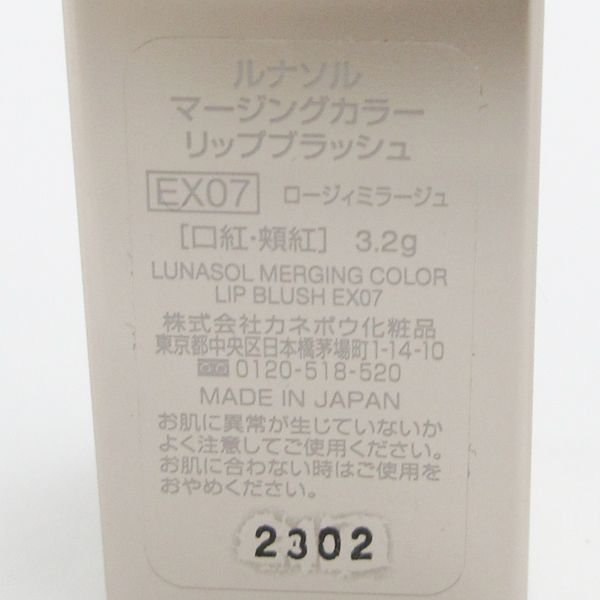 ルナソル
マージングカラー
リップブラッシュ
EX07 ロージィミラージュ
[口紅・頬紅] 3.2g
LUNASOL MERGING COLOR
LIP BLUSH EX07
株式会社カネボウ化粧品
東京都中央区日本橋茅場町1-14-10
0120-518-520
MADE IN JAPAN
お肌に異常が生じていないか
よく注意してご使用ください。
お肌に合わない時はご使用を
おやめください。
2302